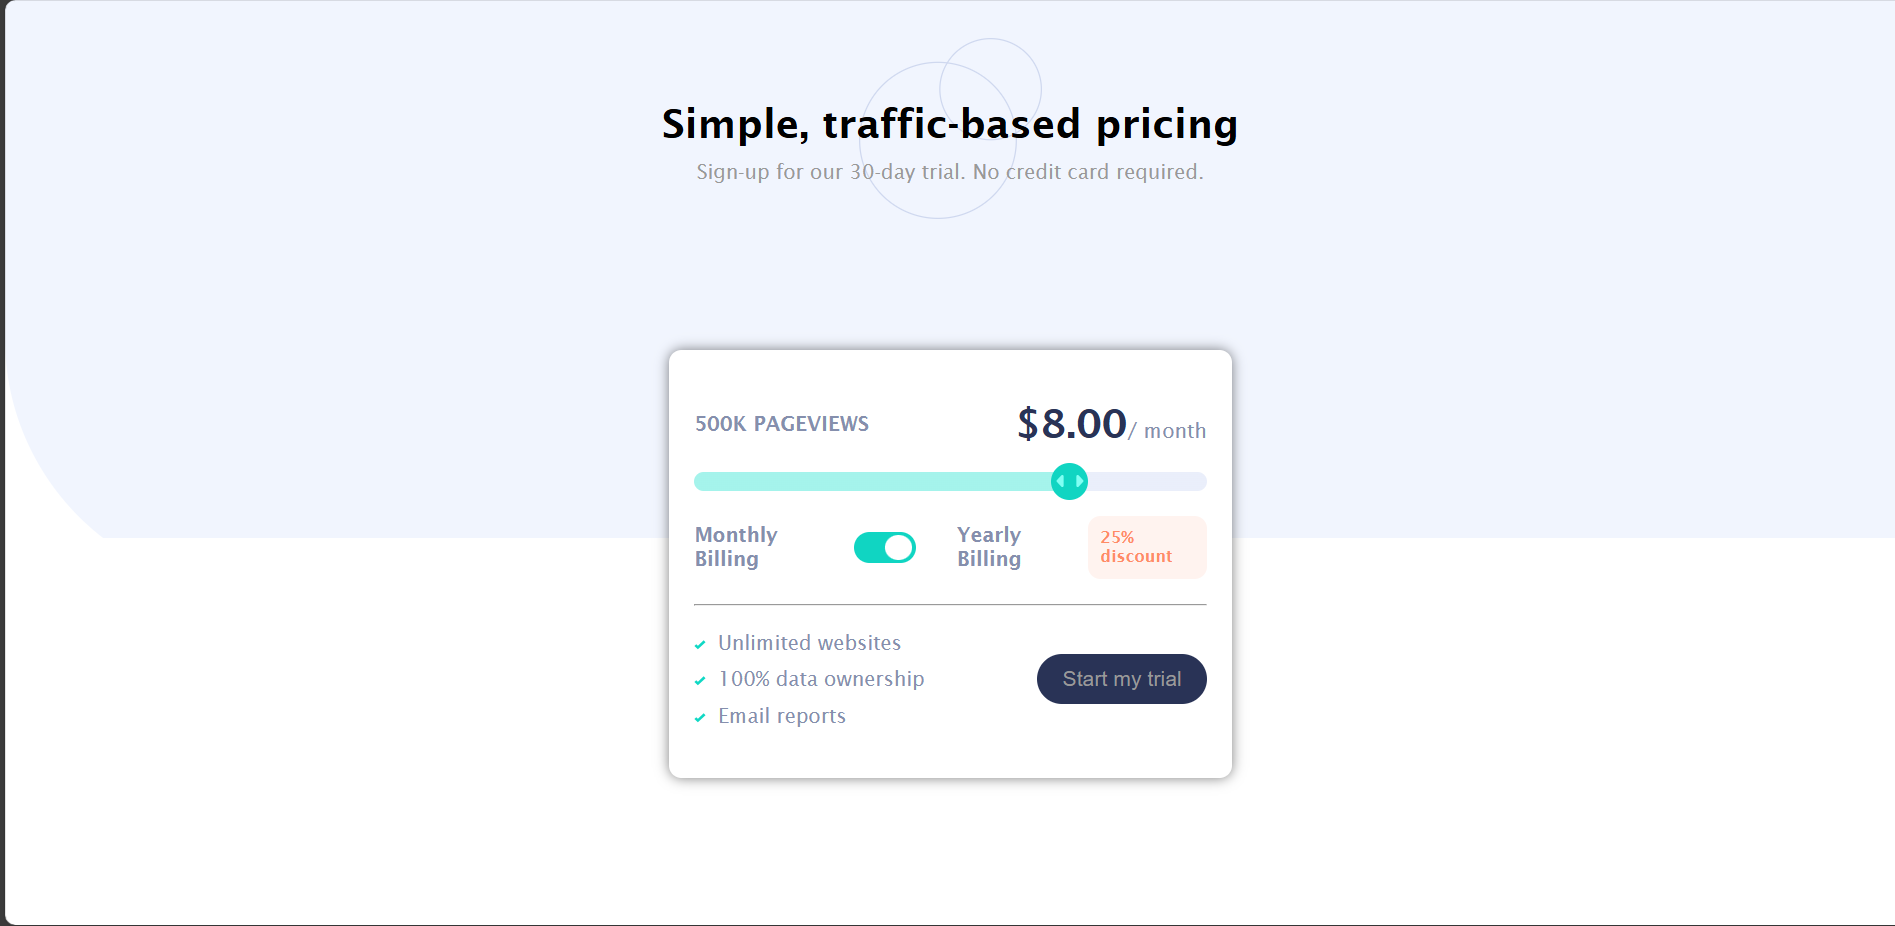 Simple, traffic-based pricing
Sign-up for our 30-day trial. No credit card required.
500K PAGEVIEWS
$8.00/ month
Monthly
Billing
Yearly
Billing
25%
discount
Unlimited websites
100% data ownership
Email reports
Start my trial